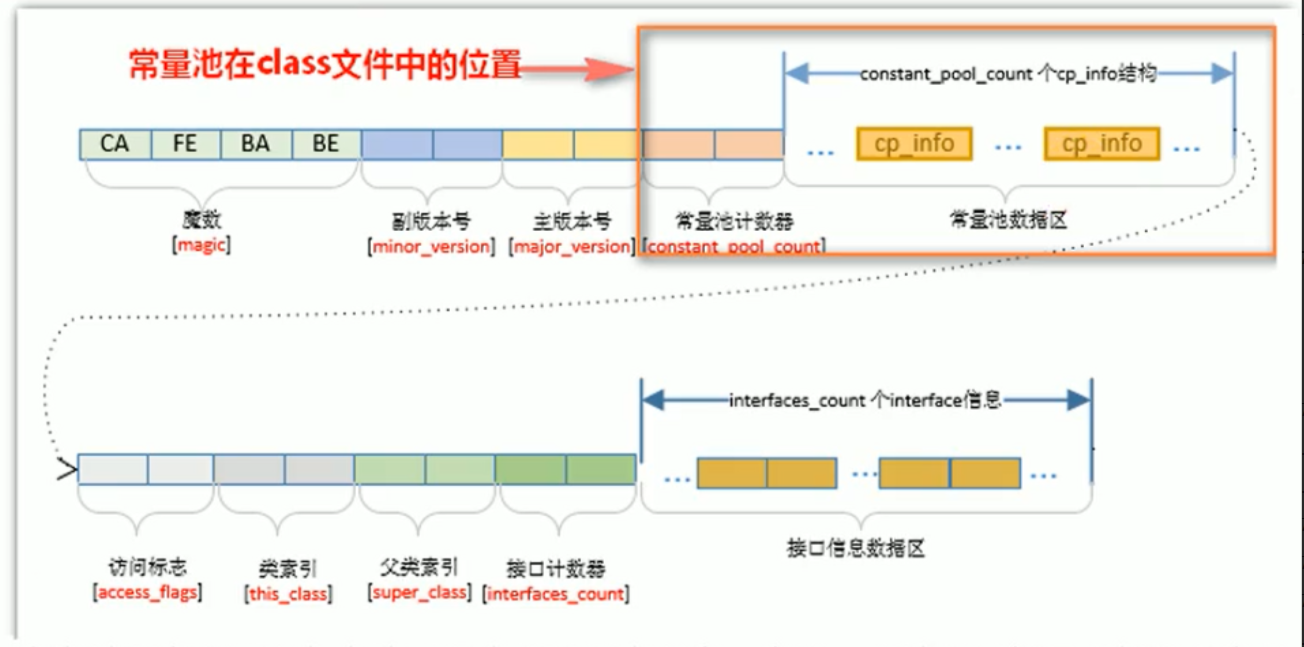 常量池在class文件中的位置
constant_pool_count 个cp_info结构
CA FE BA BE ... cp_info ... cp_info ...
魔数 副版本号 主版本号 常量池计数器 常量池数据区
[magic] [minor_version] [major_version] [constant_pool_count]
interfaces_count 个interface信息
... ... ...
访问标志 类索引 父类索引 接口计数器 接口信息数据区
[access_flags] [this_class] [super_class] [interfaces_count]